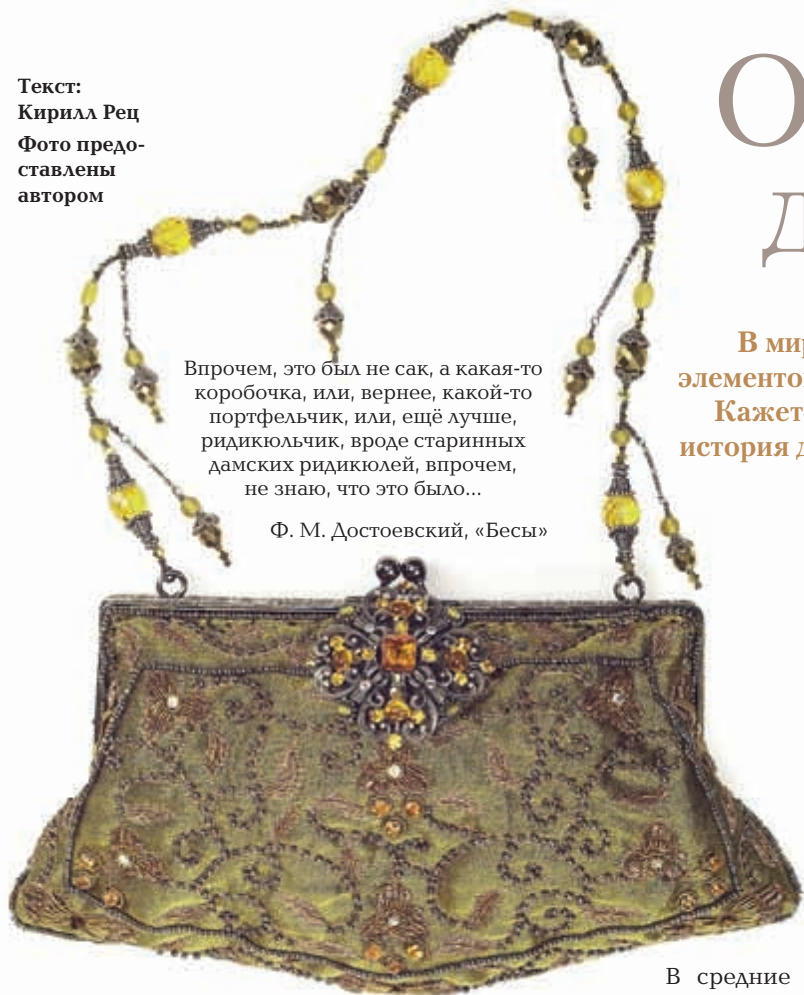 Текст:
Кирилл Рец
Фото предо-
ставлены
автором
О
Д
В мир
элементо
Кажет
история д
Впрочем, это был не сак, а какая-то
коробочка, или, вернее, какой-то
портфельчик, или, ещё лучше,
ридикюльчик, вроде старинных
дамских ридикюлей, впрочем,
не знаю, что это было...
Ф. М. Достоевский, «Бесы»
В средние